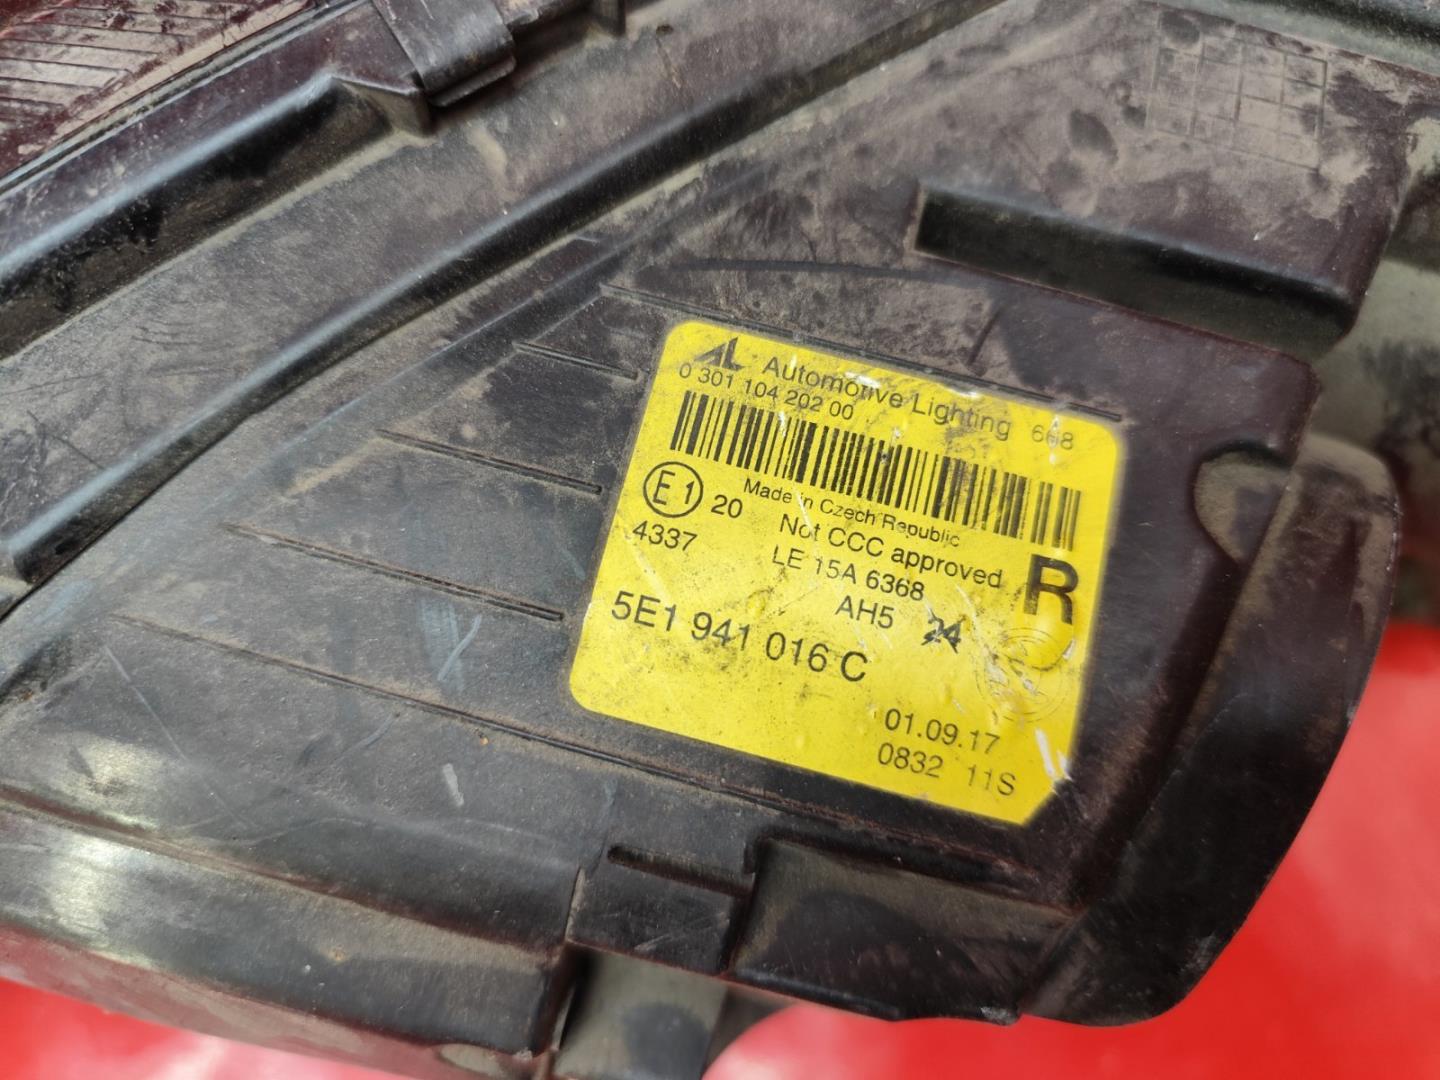 AL Automotive Lighting 668
0 301 104 202 00
Made in Czech Republic
E1 20 Not CCC approved
4337 LE 15A 6368 R
AH5 24
5E1 941 016 C
01.09.17
0832 11S